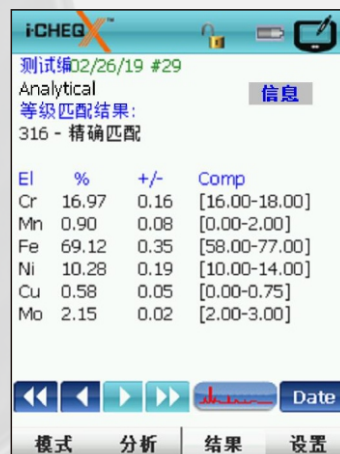 i·CHEQX™
测试编02/26/19 #29
Analytical
信息
等级匹配结果:
316 - 精确匹配
El % +/- Comp
Cr 16.97 0.16 [16.00-18.00]
Mn 0.90 0.08 [0.00-2.00]
Fe 69.12 0.35 [58.00-77.00]
Ni 10.28 0.19 [10.00-14.00]
Cu 0.58 0.05 [0.00-0.75]
Mo 2.15 0.02 [2.00-3.00]
Date
模式 分析 结果 设置